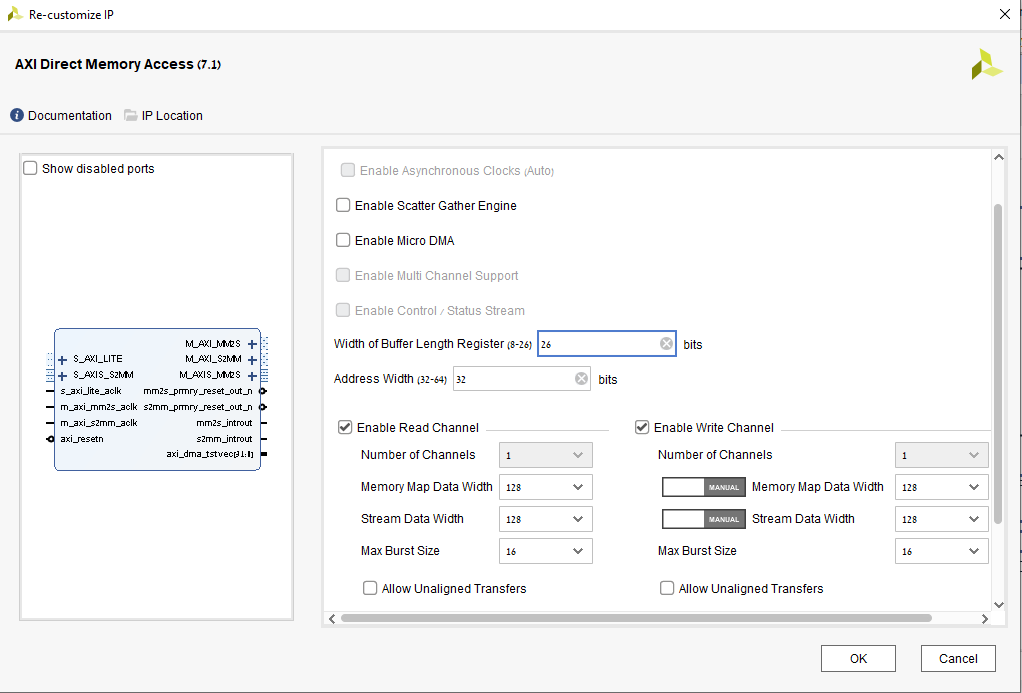 Re-customize IP
AXI Direct Memory Access (7.1)
Documentation IP Location
Show disabled ports
M_AXI_MM2S
S_AXI_LITE M_AXI_S2MM
S_AXIS_S2MM M_AXIS_MM2S
s_axi_lite_aclk mm2s_prmry_reset_out_n
m_axi_mm2s_aclk s2mm_prmry_reset_out_n
m_axi_s2mm_aclk mm2s_introut
axi_resetn s2mm_introut
axi_dma_tstvec[31:0]
Enable Asynchronous Clocks (Auto)
Enable Scatter Gather Engine
Enable Micro DMA
Enable Multi Channel Support
Enable Control / Status Stream
Width of Buffer Length Register (8-26) 26 bits
Address Width (32-64) 32 bits
Enable Read Channel
Number of Channels 1
Memory Map Data Width 128
Stream Data Width 128
Max Burst Size 16
Allow Unaligned Transfers
Enable Write Channel
Number of Channels 1
MANUAL Memory Map Data Width 128
MANUAL Stream Data Width 128
Max Burst Size 16
Allow Unaligned Transfers
OK Cancel